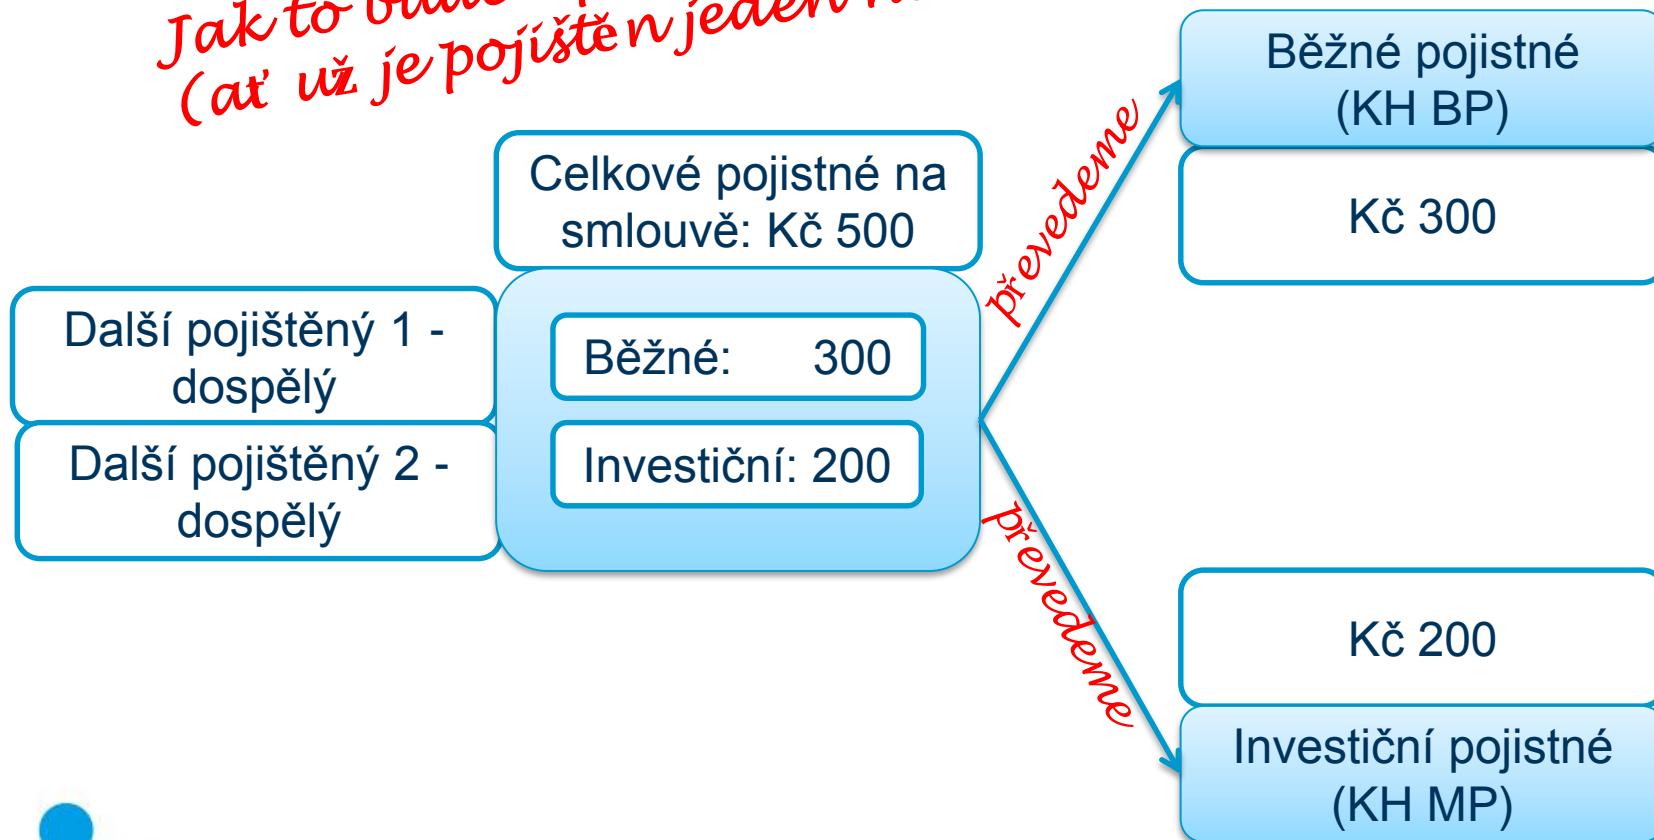 Jak to bude
(ať už je pojištěn jeden
Běžné pojistné
(KH BP)
Kč 300
převedeme
Celkové pojistné na
smlouvě: Kč 500
Další pojištěný 1 -
dospělý
Další pojištěný 2 -
dospělý
Běžné: 300
Investiční: 200
převedeme
Kč 200
Investiční pojistné
(KH MP)